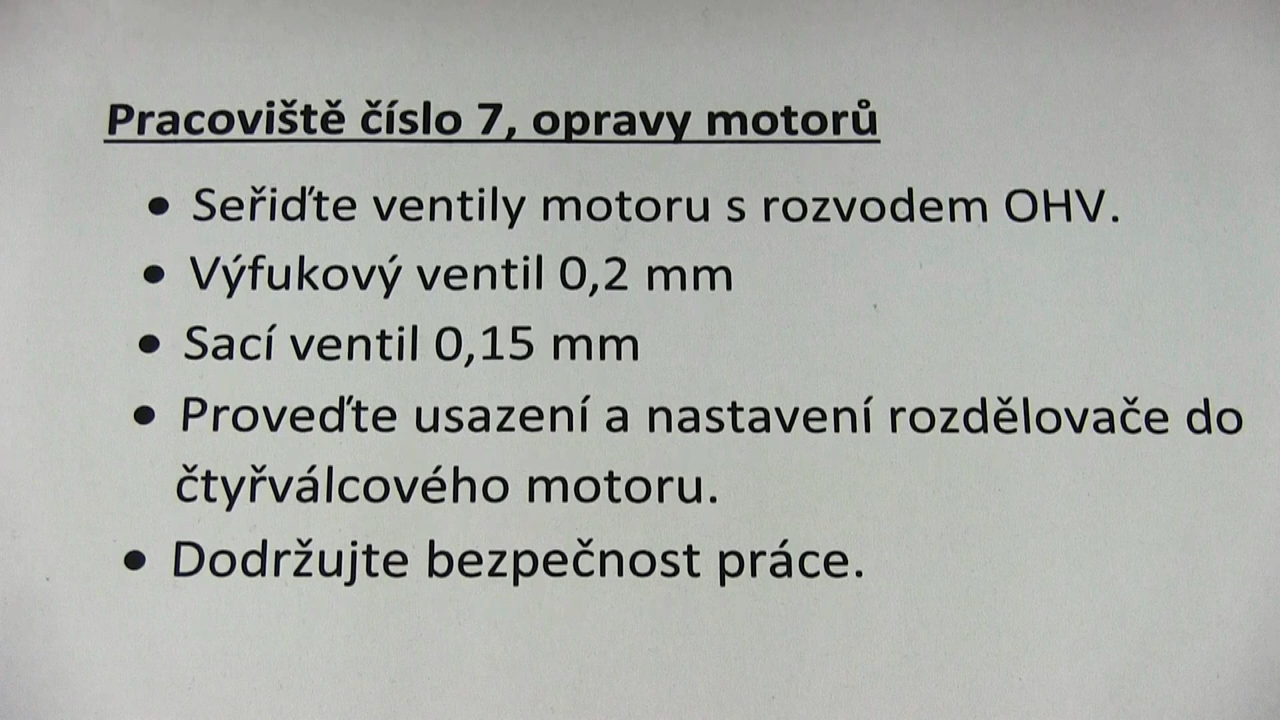 Pracoviště číslo 7, opravy motorů
• Seřiďte ventily motoru s rozvodem OHV.
• Výfukový ventil 0,2 mm
• Sací ventil 0,15 mm
• Proveďte usazení a nastavení rozdělovače do
čtyřválcového motoru.
• Dodržujte bezpečnost práce.